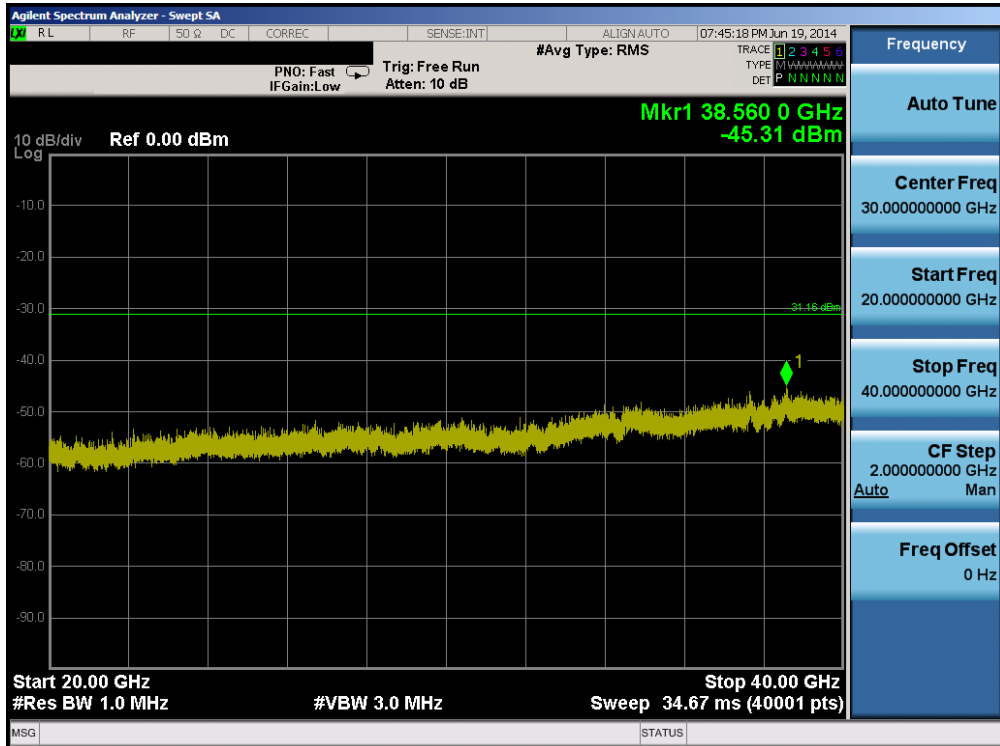 Agilent Spectrum Analyzer - Swept SA
LXI RL RF 50 Ω DC CORREC SENSE:INT ALIGN AUTO 07:45:18 PM Jun 19, 2014
PNO: Fast
IFGain:Low
Trig: Free Run
Atten: 10 dB
#Avg Type: RMS
TRACE 1 2 3 4 5 6
TYPE M
DET P N N N N N
Mkr1 38.560 0 GHz
-45.31 dBm
10 dB/div Ref 0.00 dBm
Log
-10.0
-20.0
-30.0
-31.16 dBm
-40.0
1
-50.0
-60.0
-70.0
-80.0
-90.0
Start 20.00 GHz Stop 40.00 GHz
#Res BW 1.0 MHz #VBW 3.0 MHz Sweep 34.67 ms (40001 pts)
MSG STATUS
Frequency
Auto Tune
Center Freq
30.000000000 GHz
Start Freq
20.000000000 GHz
Stop Freq
40.000000000 GHz
CF Step
2.000000000 GHz
Auto Man
Freq Offset
0 Hz